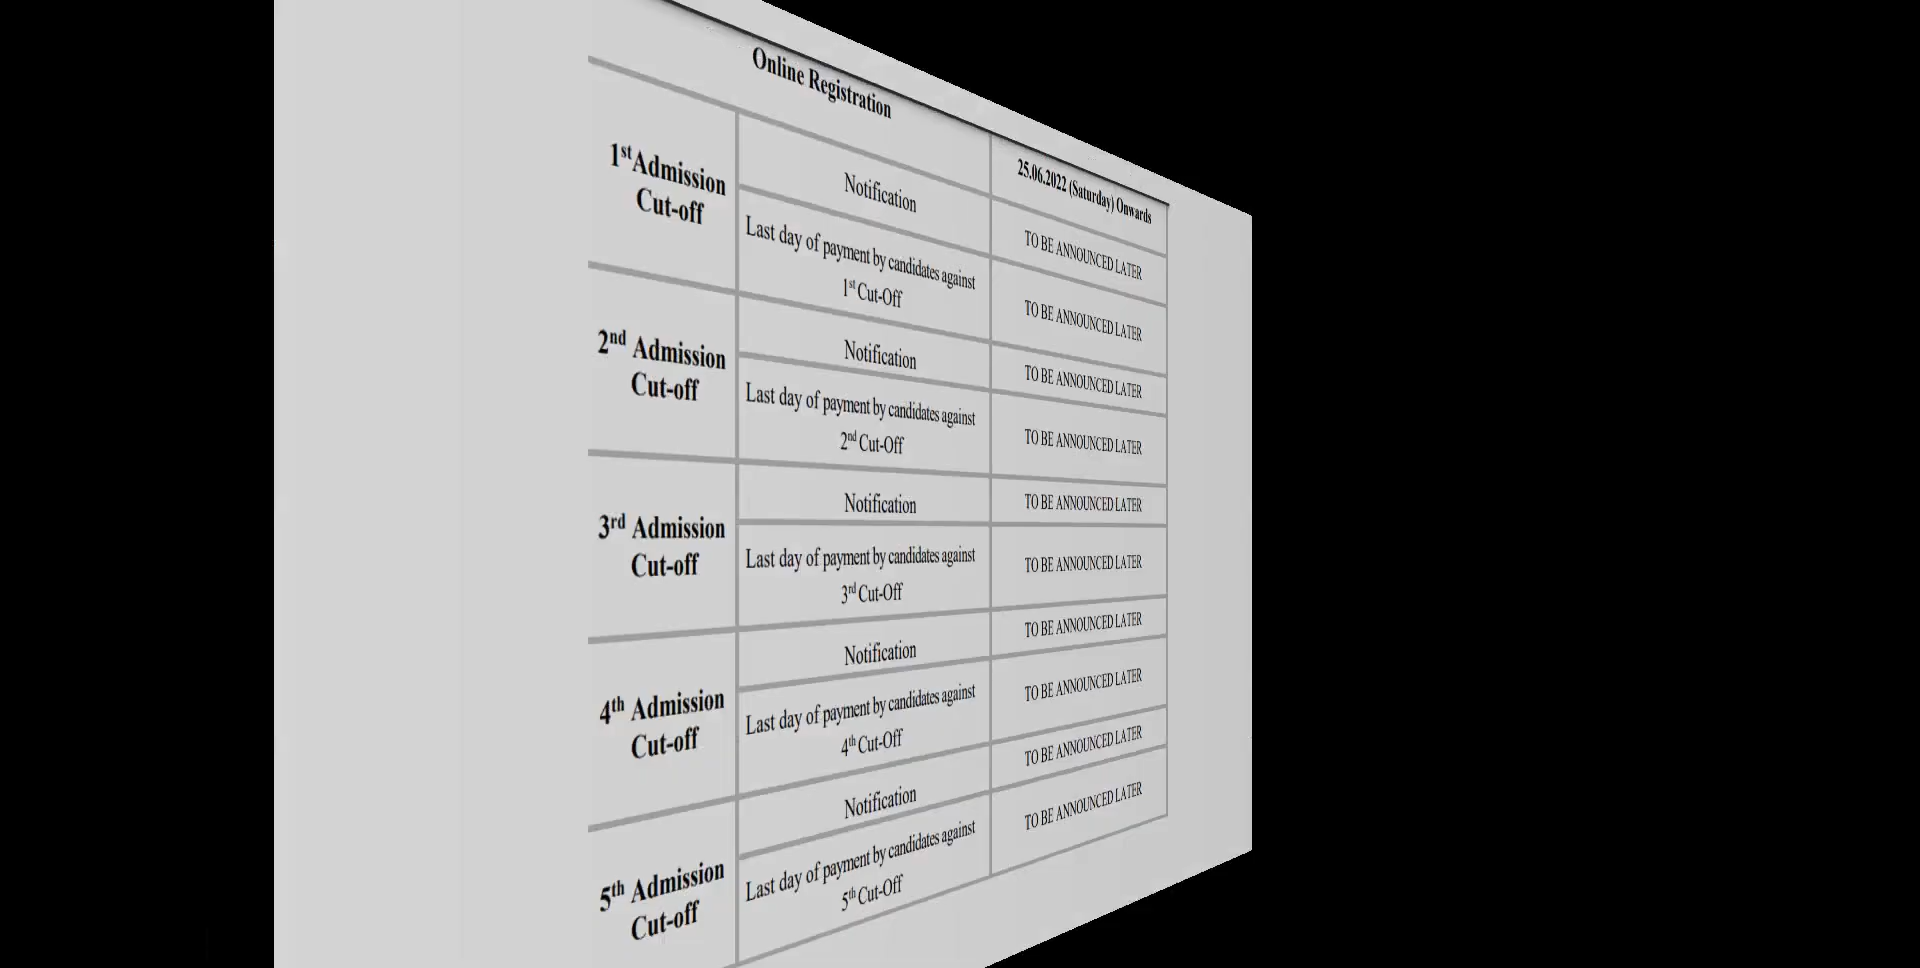 Online Registration
25.06.2022 (Saturday) Onwards
1st Admission
Cut-off
Notification
TO BE ANNOUNCED LATER
Last day of payment by candidates against
1st Cut-Off
TO BE ANNOUNCED LATER
2nd Admission
Cut-off
Notification
TO BE ANNOUNCED LATER
Last day of payment by candidates against
2nd Cut-Off
TO BE ANNOUNCED LATER
3rd Admission
Cut-off
Notification
TO BE ANNOUNCED LATER
Last day of payment by candidates against
3rd Cut-Off
TO BE ANNOUNCED LATER
4th Admission
Cut-off
Notification
TO BE ANNOUNCED LATER
Last day of payment by candidates against
4th Cut-Off
TO BE ANNOUNCED LATER
5th Admission
Cut-off
Notification
TO BE ANNOUNCED LATER
Last day of payment by candidates against
5th Cut-Off
TO BE ANNOUNCED LATER